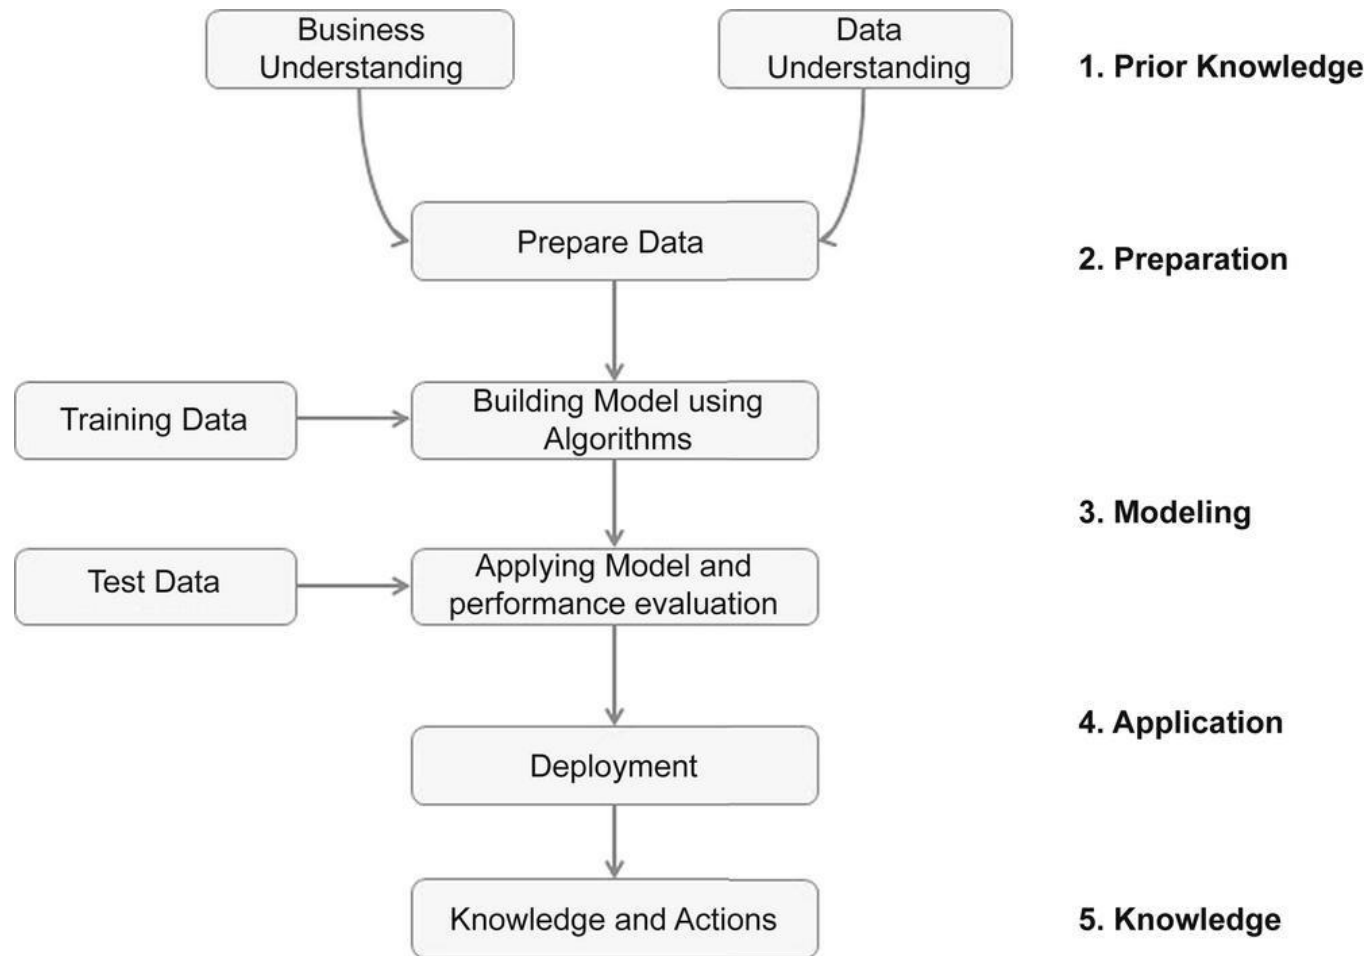 Business
Understanding
Data
Understanding
1. Prior Knowledge
Prepare Data
2. Preparation
Training Data
Building Model using
Algorithms
3. Modeling
Test Data
Applying Model and
performance evaluation
4. Application
Deployment
Knowledge and Actions
5. Knowledge